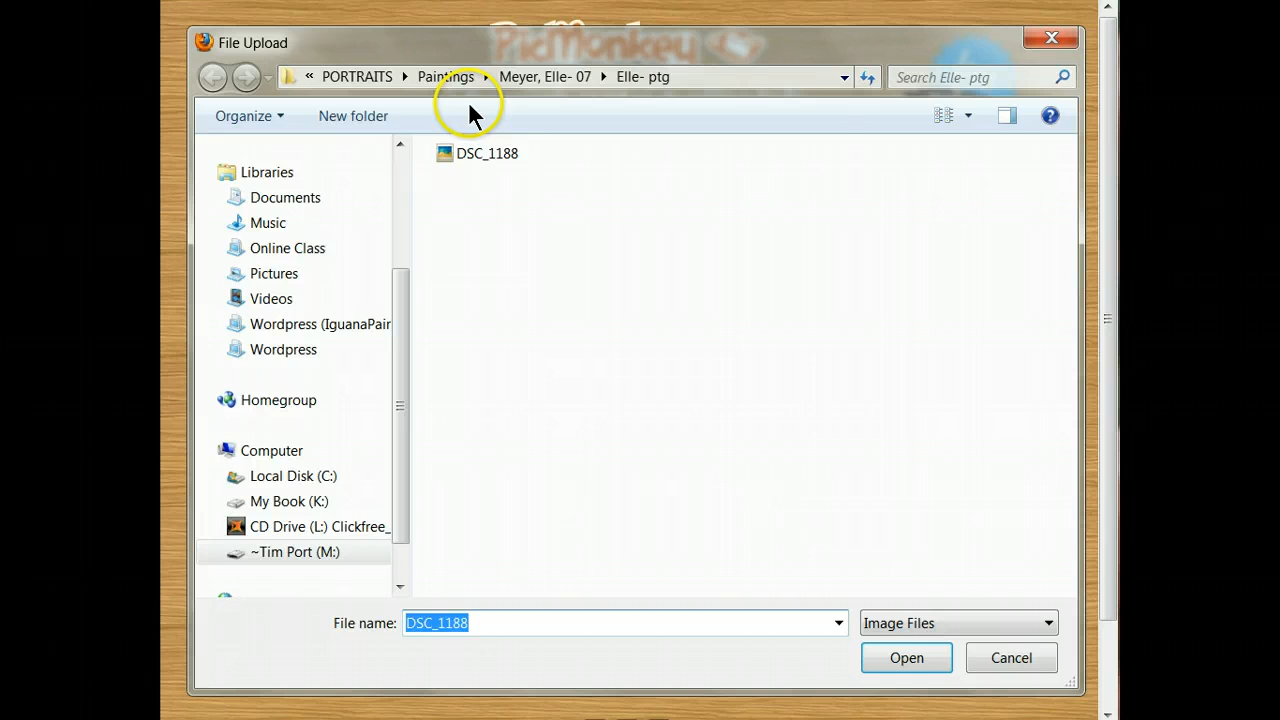 PicMonkey
File Upload
« PORTRAITS Paintings Meyer, Elle- 07 Elle- ptg
Search Elle- ptg
Organize New folder
DSC_1188
Libraries
Documents
Music
Online Class
Pictures
Videos
Wordpress (IguanaPair
Wordpress
Homegroup
Computer
Local Disk (C:)
My Book (K:)
CD Drive (L:) Clickfree_
~Tim Port (M:)
File name: DSC_1188 Image Files
Open Cancel